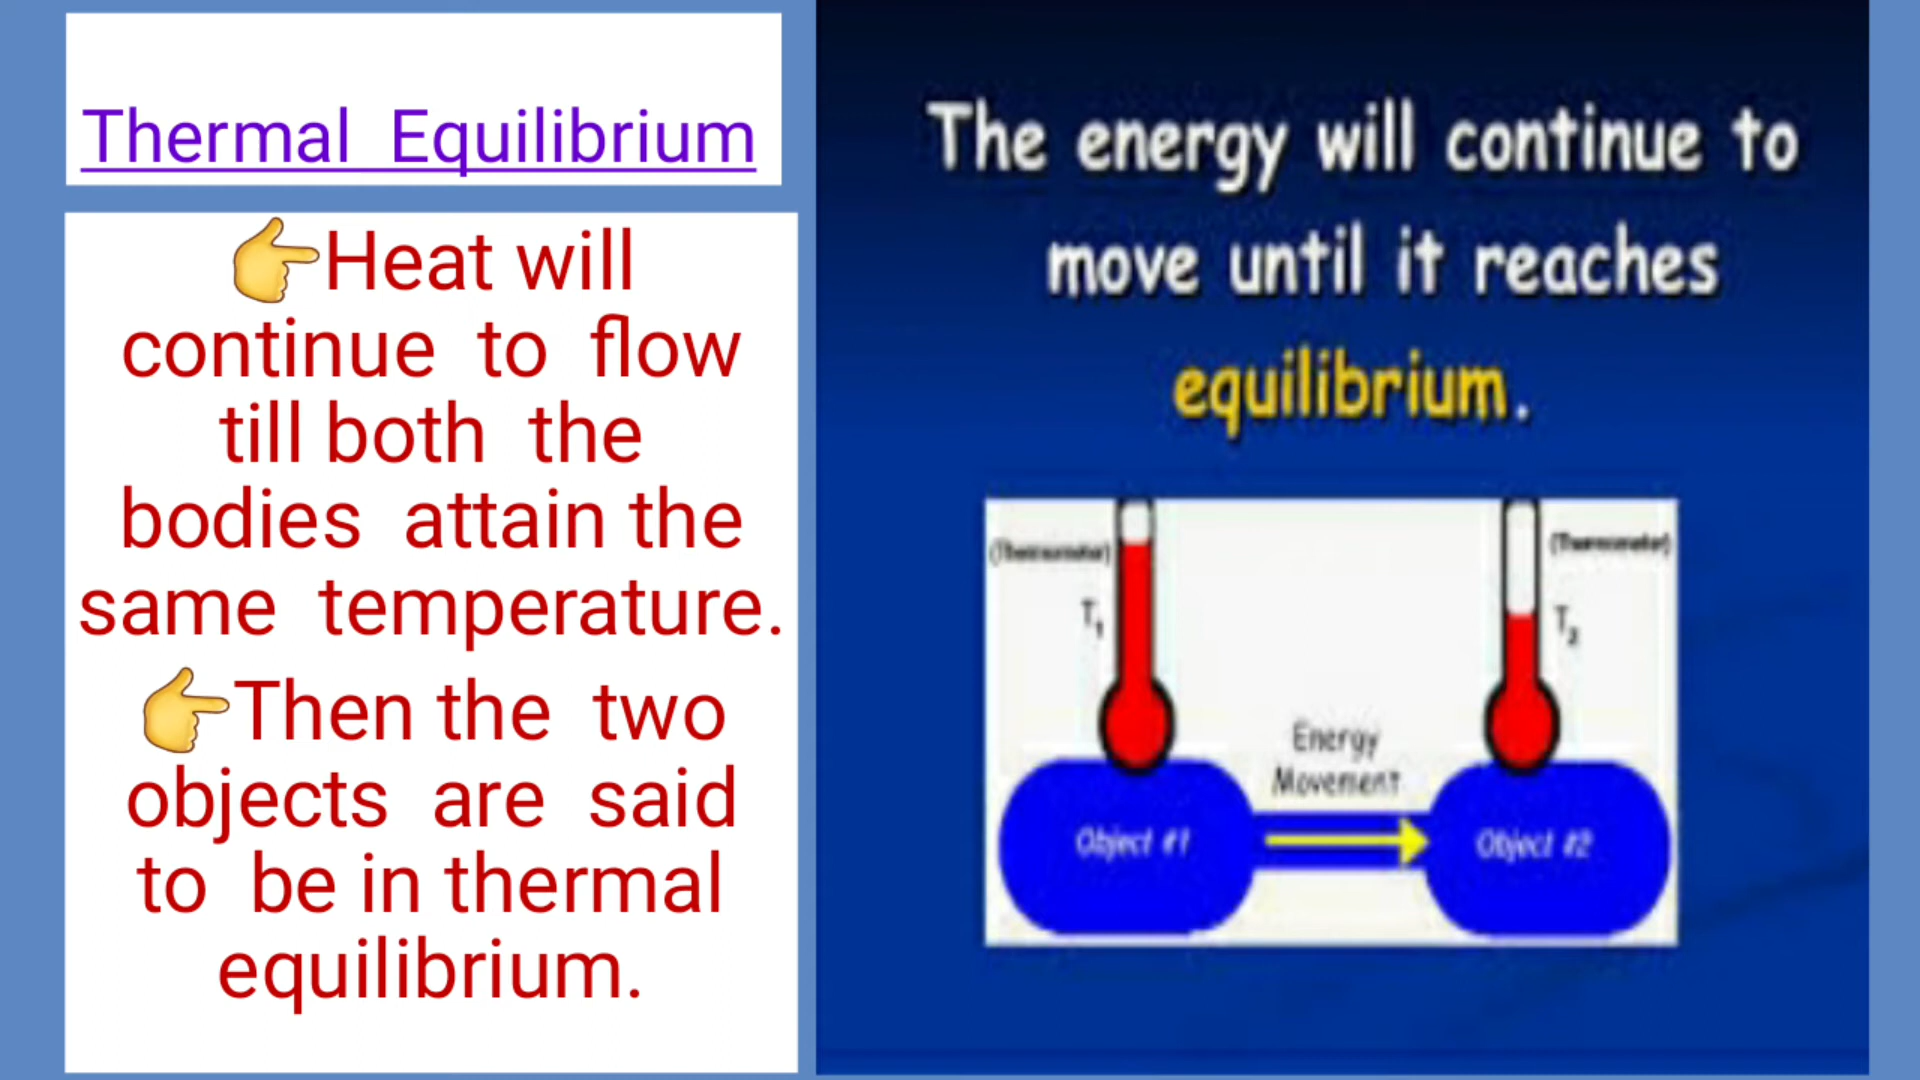 Thermal Equilibrium
👉Heat will
continue to flow
till both the
bodies attain the
same temperature.
👉Then the two
objects are said
to be in thermal
equilibrium.
The energy will continue to
move until it reaches
equilibrium.
(Thermometer)
(Thermometer)
T1
T2
Energy
Movement
Object #1
Object #2